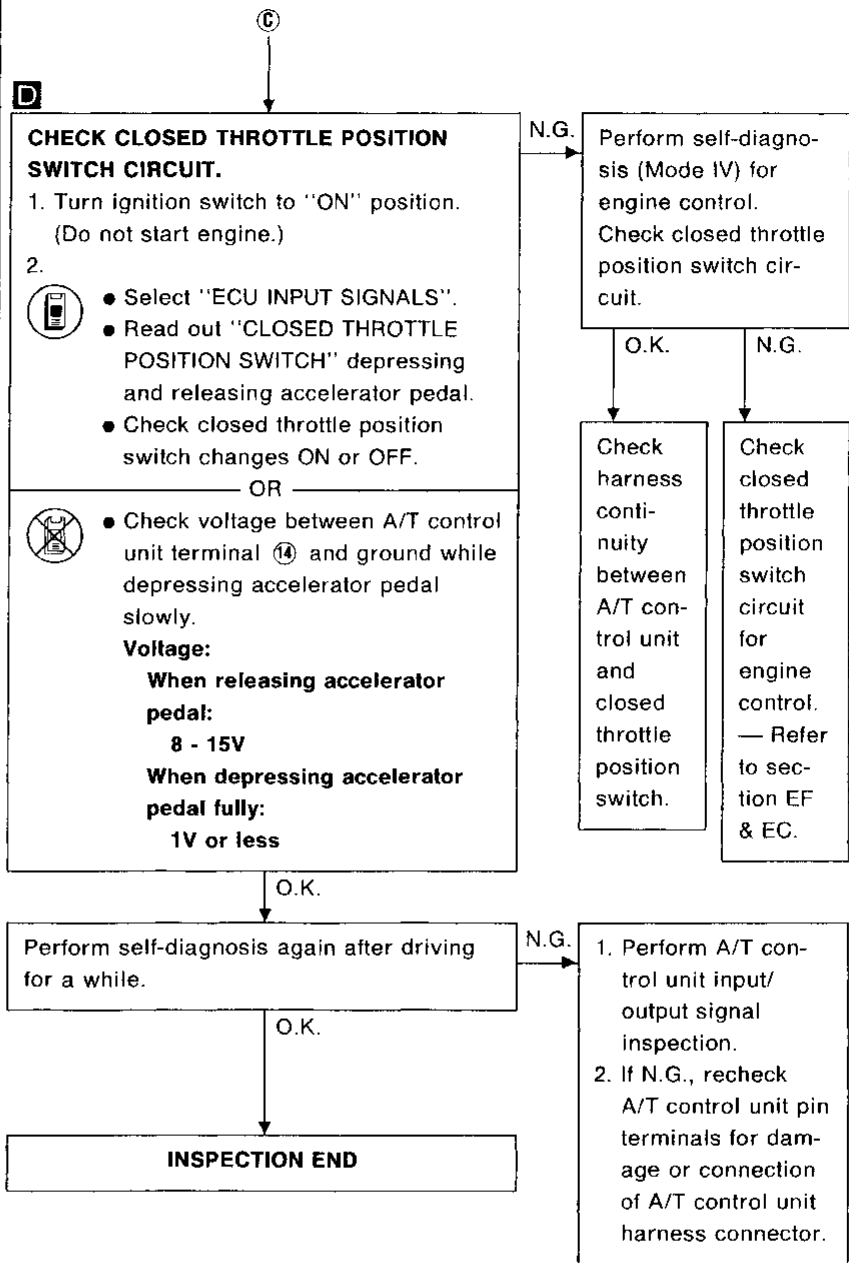 Ⓒ
D
CHECK CLOSED THROTTLE POSITION
SWITCH CIRCUIT.
1. Turn ignition switch to "ON" position.
(Do not start engine.)
2.
● Select "ECU INPUT SIGNALS".
● Read out "CLOSED THROTTLE
POSITION SWITCH" depressing
and releasing accelerator pedal.
● Check closed throttle position
switch changes ON or OFF.
OR
● Check voltage between A/T control
unit terminal ⑭ and ground while
depressing accelerator pedal
slowly.
Voltage:
When releasing accelerator
pedal:
8 - 15V
When depressing accelerator
pedal fully:
1V or less
N.G.
Perform self-diagno-
sis (Mode IV) for
engine control.
Check closed throttle
position switch cir-
cuit.
O.K.
N.G.
Check
harness
conti-
nuity
between
A/T con-
trol unit
and
closed
throttle
position
switch.
Check
closed
throttle
position
switch
circuit
for
engine
control.
— Refer
to sec-
tion EF
& EC.
O.K.
Perform self-diagnosis again after driving
for a while.
N.G.
1. Perform A/T con-
trol unit input/
output signal
inspection.
2. If N.G., recheck
A/T control unit pin
terminals for dam-
age or connection
of A/T control unit
harness connector.
O.K.
INSPECTION END